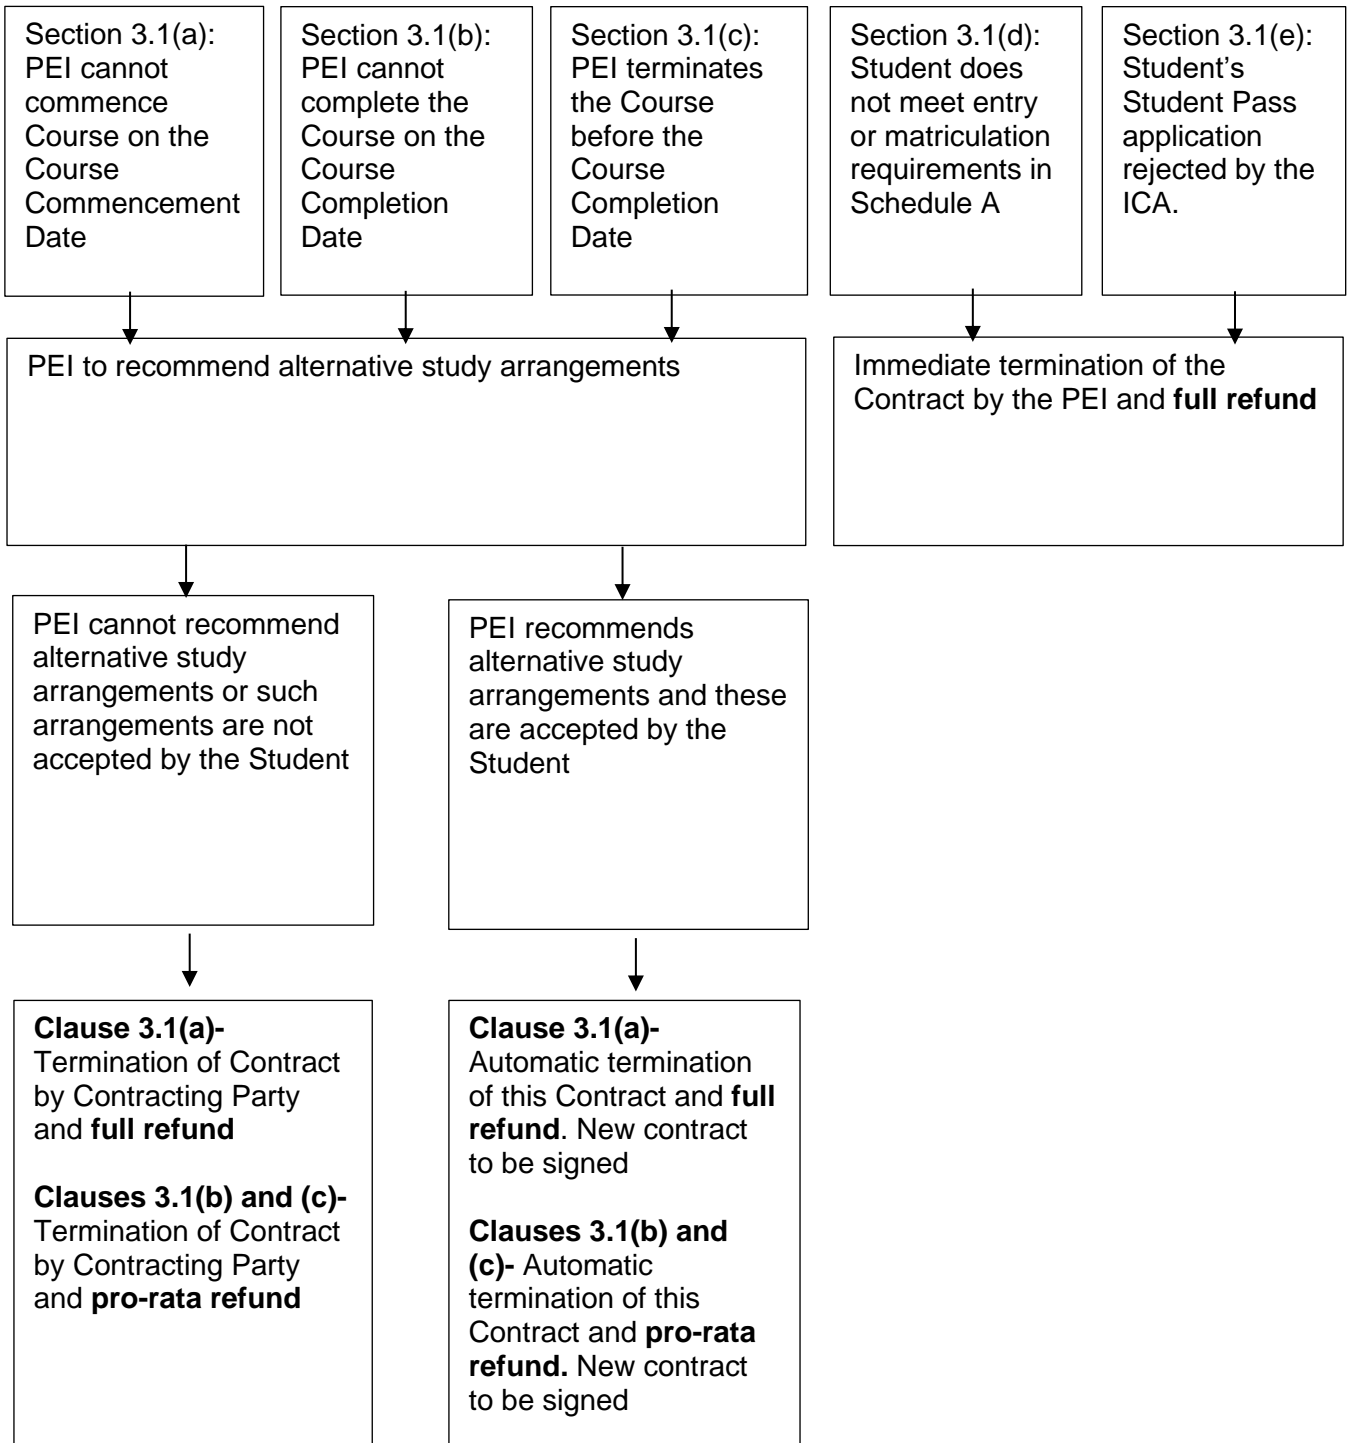 Section 3.1(a):
PEI cannot
commence
Course on the
Course
Commencement
Date
Section 3.1(b):
PEI cannot
complete the
Course on the
Course
Completion
Date
Section 3.1(c):
PEI terminates
the Course
before the
Course
Completion
Date
Section 3.1(d):
Student does
not meet entry
or matriculation
requirements in
Schedule A
Section 3.1(e):
Student’s
Student Pass
application
rejected by the
ICA.
PEI to recommend alternative study arrangements
Immediate termination of the
Contract by the PEI and full refund
PEI cannot recommend
alternative study
arrangements or such
arrangements are not
accepted by the Student
PEI recommends
alternative study
arrangements and these
are accepted by the
Student
Clause 3.1(a)-
Termination of Contract
by Contracting Party
and full refund
Clauses 3.1(b) and (c)-
Termination of Contract
by Contracting Party
and pro-rata refund
Clause 3.1(a)-
Automatic termination
of this Contract and full
refund. New contract
to be signed
Clauses 3.1(b) and
(c)- Automatic
termination of this
Contract and pro-rata
refund. New contract
to be signed